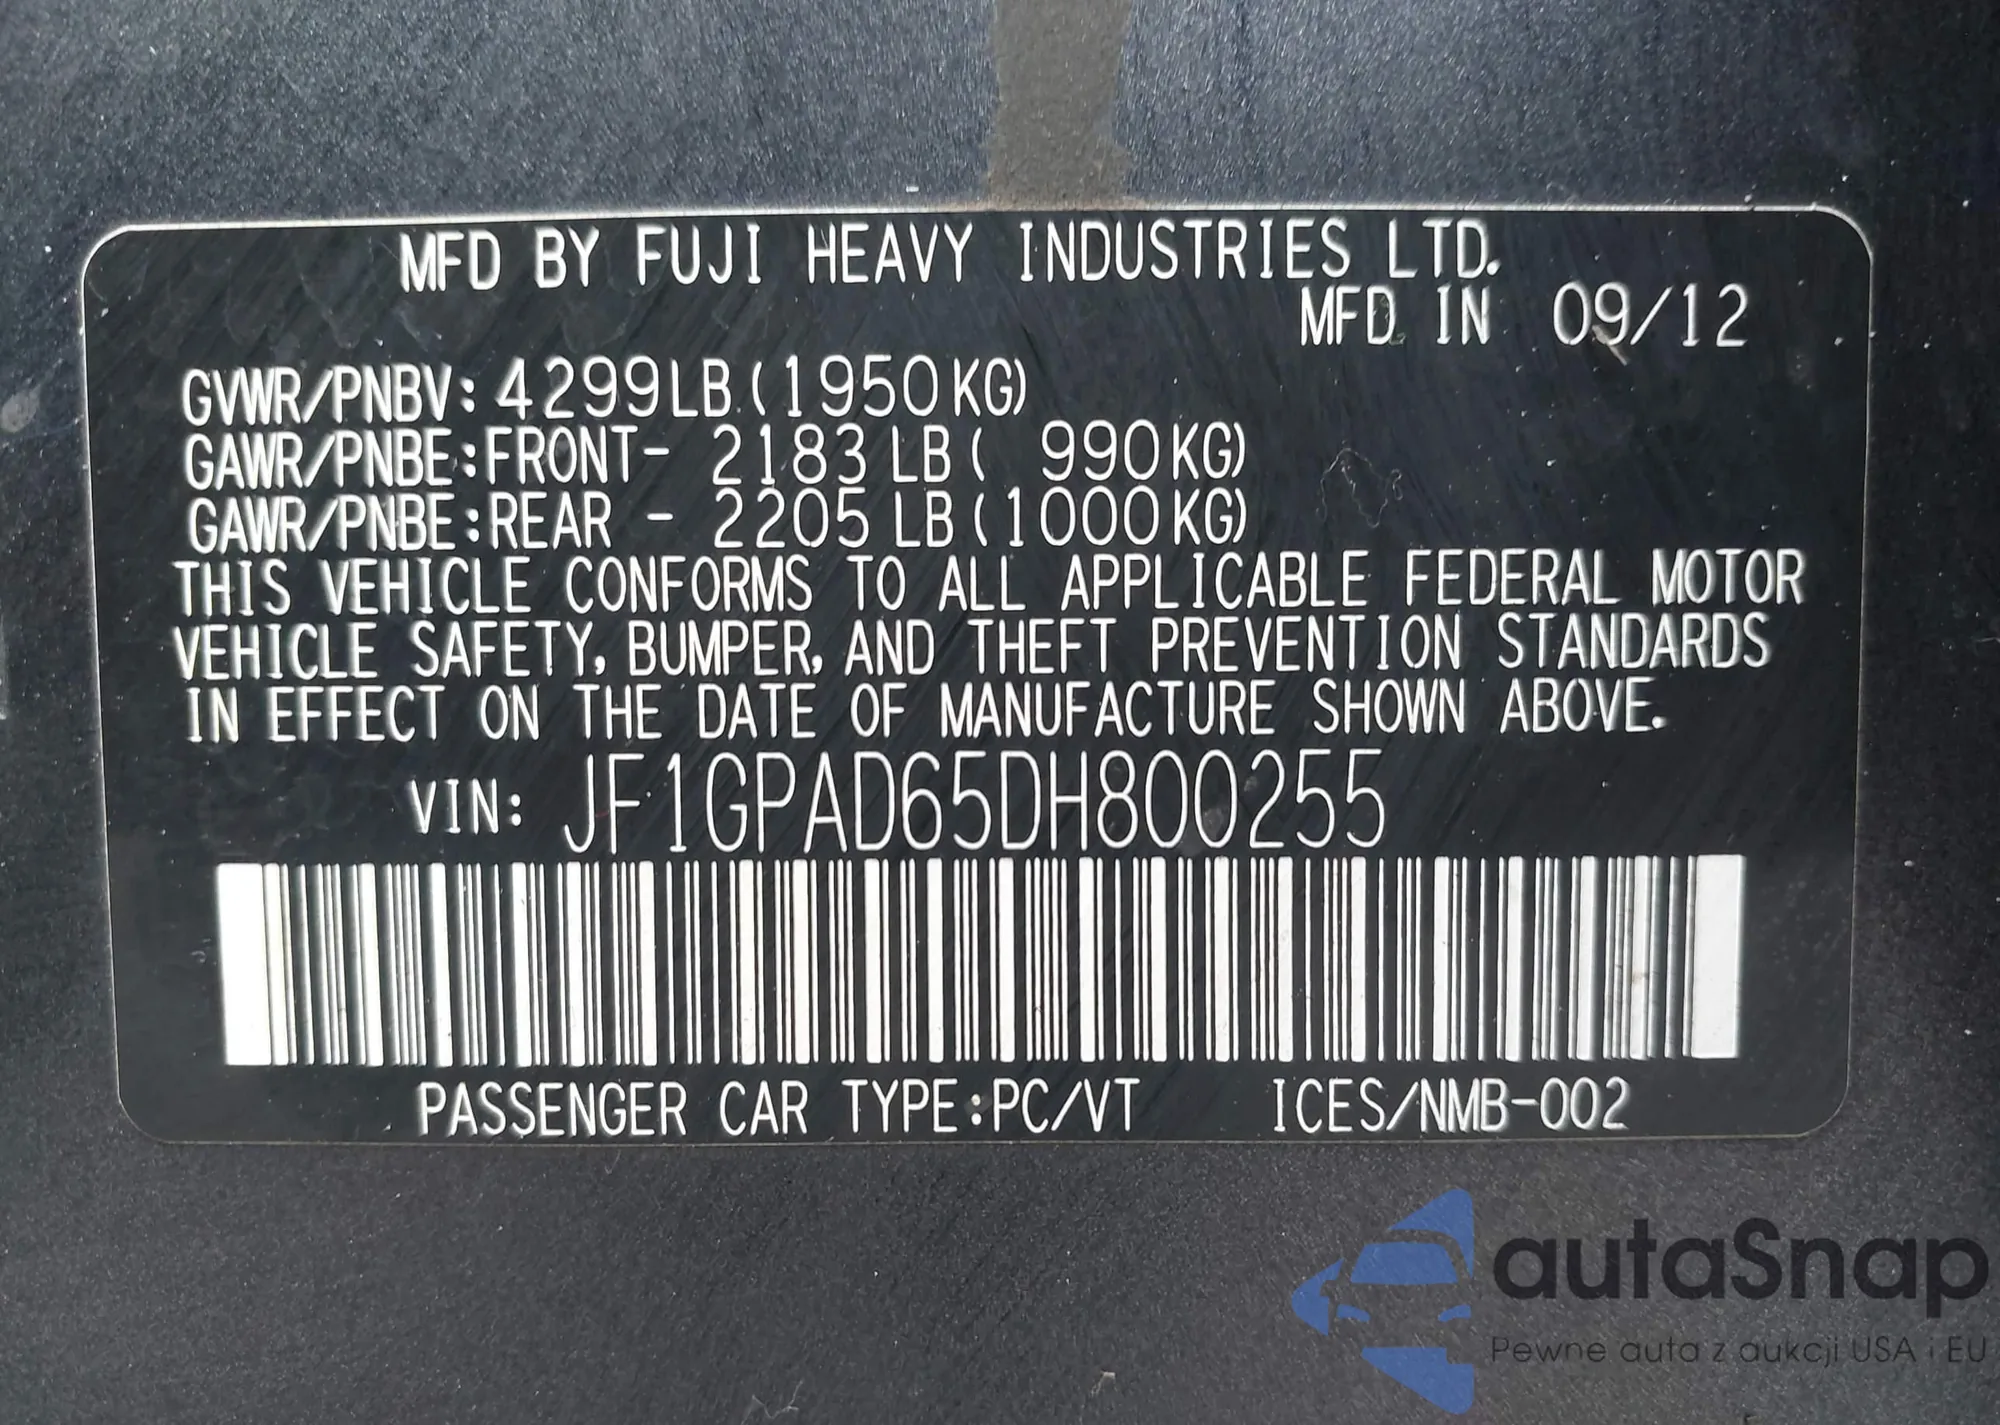 MFD BY FUJI HEAVY INDUSTRIES LTD.
MFD IN 09/12
GVWR/PNBV: 4299LB (1950KG)
GAWR/PNBE:FRONT- 2183 LB ( 990KG)
GAWR/PNBE:REAR - 2205 LB (1000KG)
THIS VEHICLE CONFORMS TO ALL APPLICABLE FEDERAL MOTOR
VEHICLE SAFETY, BUMPER, AND THEFT PREVENTION STANDARDS
IN EFFECT ON THE DATE OF MANUFACTURE SHOWN ABOVE.
VIN: JF1GPAD65DH800255
PASSENGER CAR TYPE:PC/VT ICES/NMB-002
autaSnap
Pewne auta z aukcji USA i EU